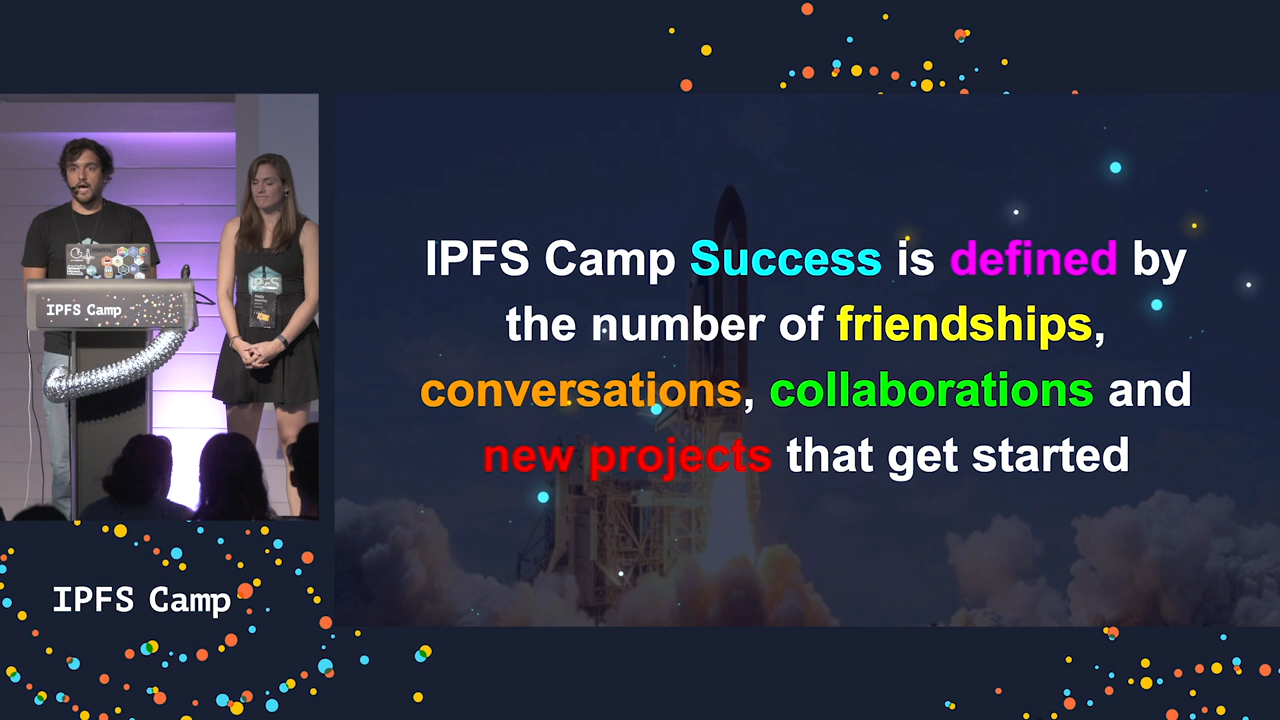 IPFS Camp Success is defined by
the number of friendships,
conversations, collaborations and
new projects that get started
IPFS Camp
IPFS
IPFS Camp